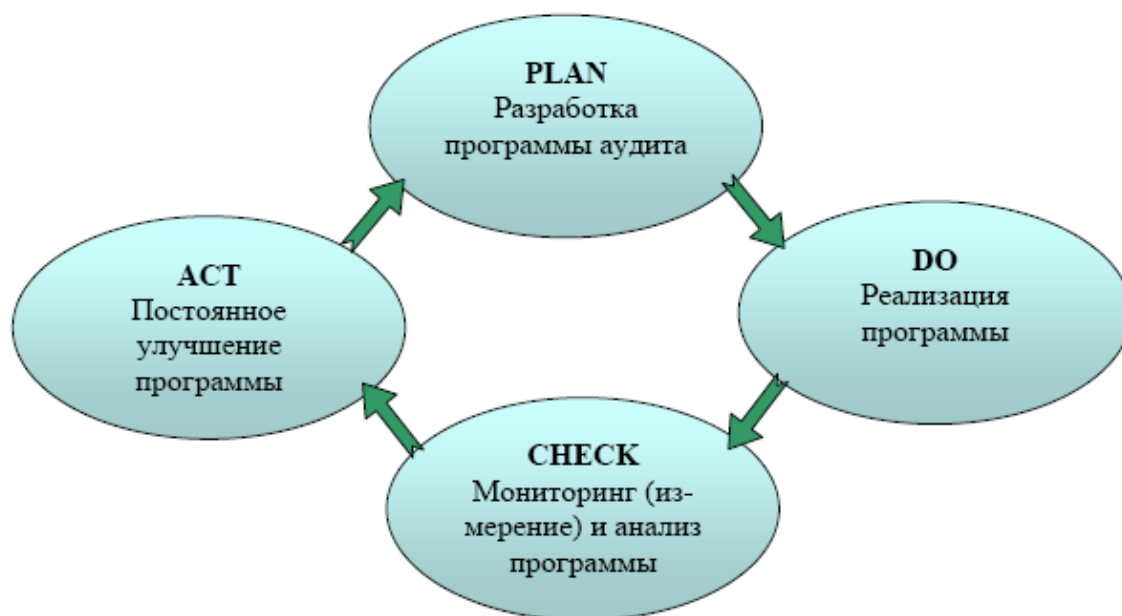 PLAN
Разработка
программы аудита
DO
Реализация
программы
CHECK
Мониторинг (из-
мерение) и анализ
программы
ACT
Постоянное
улучшение
программы